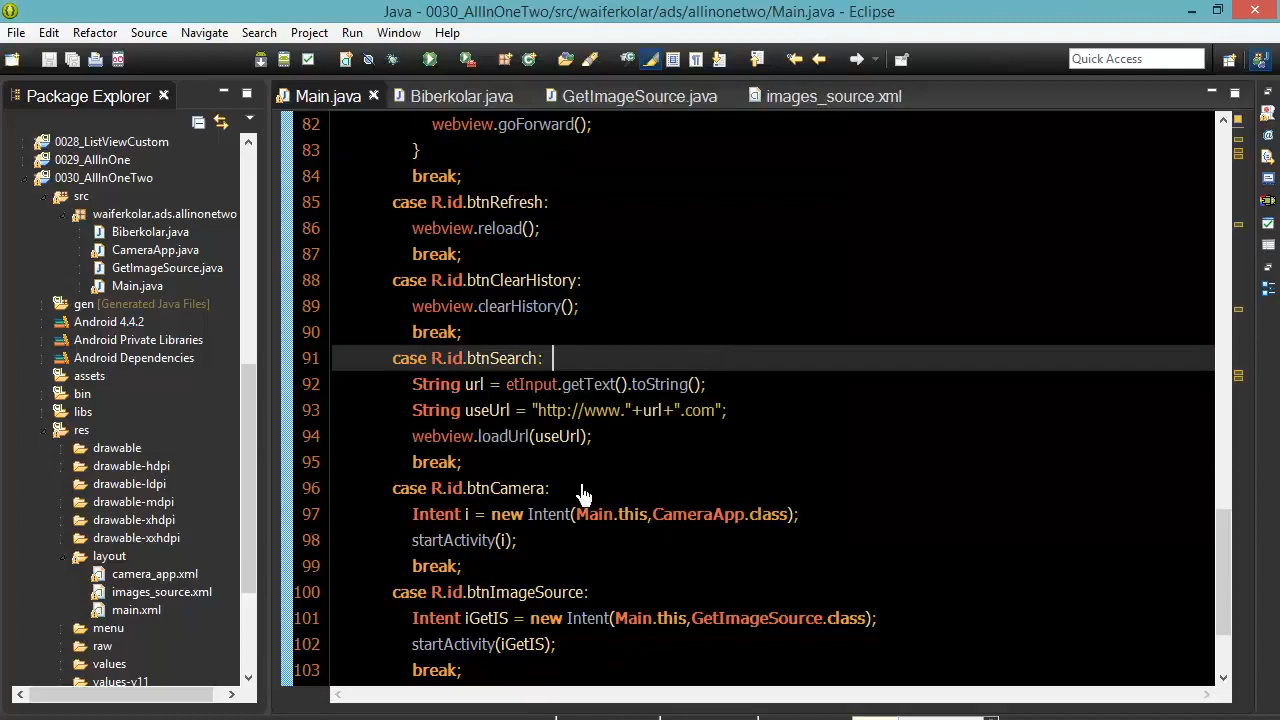 Java - 0030_AllInOneTwo/src/waiferkolar/ads/allinonetwo/Main.java - Eclipse
File Edit Refactor Source Navigate Search Project Run Window Help
Quick Access
Package Explorer
Main.java Biberkolar.java GetImageSource.java images_source.xml
0028_ListViewCustom
0029_AllInOne
0030_AllInOneTwo
src
waiferkolar.ads.allinonetwo
Biberkolar.java
CameraApp.java
GetImageSource.java
Main.java
gen [Generated Java Files]
Android 4.4.2
Android Private Libraries
Android Dependencies
assets
bin
libs
res
drawable
drawable-hdpi
drawable-ldpi
drawable-mdpi
drawable-xhdpi
drawable-xxhdpi
layout
camera_app.xml
images_source.xml
main.xml
menu
raw
values
values-v11
82 webview.goForward();
83 }
84 break;
85 case R.id.btnRefresh:
86 webview.reload();
87 break;
88 case R.id.btnClearHistory:
89 webview.clearHistory();
90 break;
91 case R.id.btnSearch:
92 String url = etInput.getText().toString();
93 String useUrl = "http://www."+url+".com";
94 webview.loadUrl(useUrl);
95 break;
96 case R.id.btnCamera:
97 Intent i = new Intent(Main.this,CameraApp.class);
98 startActivity(i);
99 break;
100 case R.id.btnImageSource:
101 Intent iGetIS = new Intent(Main.this,GetImageSource.class);
102 startActivity(iGetIS);
103 break;